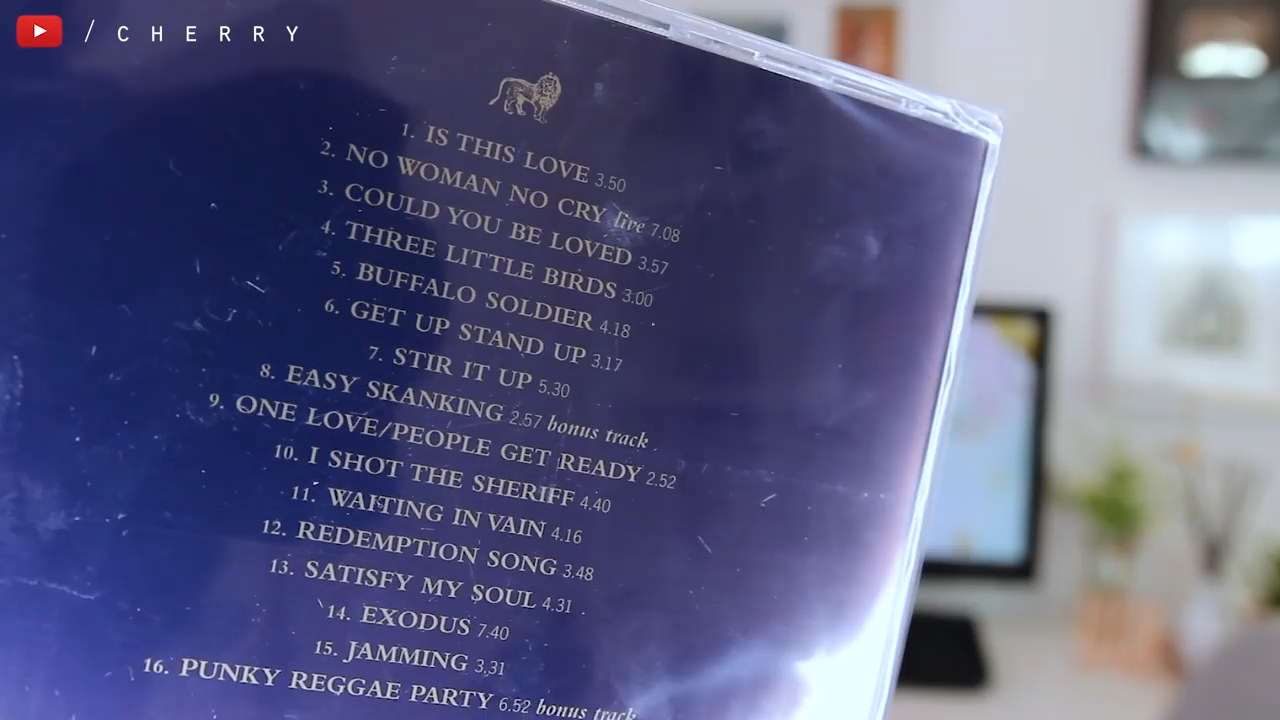 / CHERRY
1. IS THIS LOVE 3.50
2. NO WOMAN NO CRY live 7.08
3. COULD YOU BE LOVED 3.57
4. THREE LITTLE BIRDS 3.00
5. BUFFALO SOLDIER 4.18
6. GET UP STAND UP 3.17
7. STIR IT UP 5.30
8. EASY SKANKING 2.57 bonus track
9. ONE LOVE/PEOPLE GET READY 2.52
10. I SHOT THE SHERIFF 4.40
11. WAITING IN VAIN 4.16
12. REDEMPTION SONG 3.48
13. SATISFY MY SOUL 4.31
14. EXODUS 7.40
15. JAMMING 3.31
16. PUNKY REGGAE PARTY 6.52 bonus track